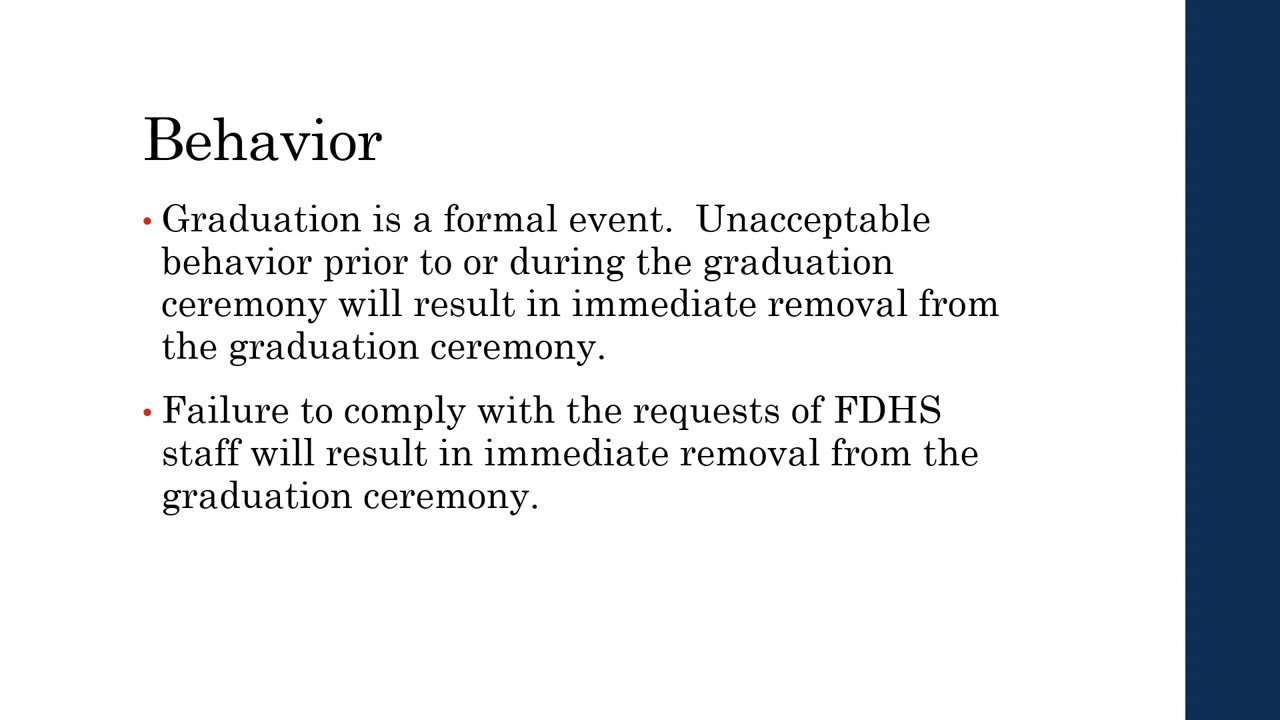 Behavior
• Graduation is a formal event.  Unacceptable
behavior prior to or during the graduation
ceremony will result in immediate removal from
the graduation ceremony.
• Failure to comply with the requests of FDHS
staff will result in immediate removal from the
graduation ceremony.